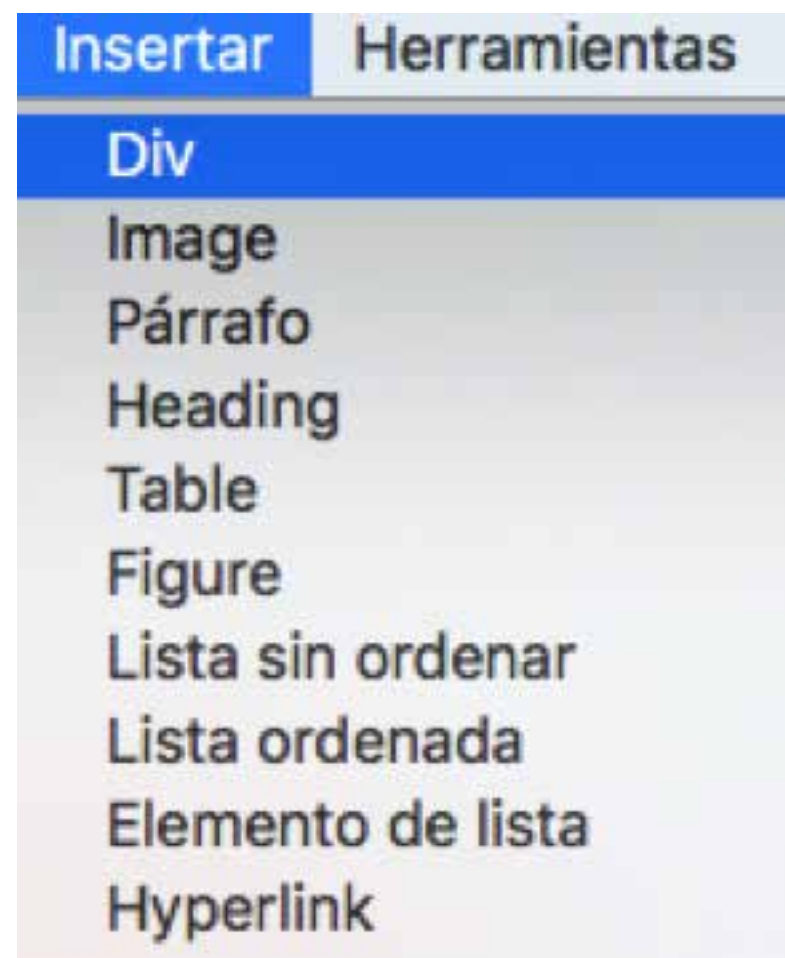 Insertar Herramientas
Div
Image
Párrafo
Heading
Table
Figure
Lista sin ordenar
Lista ordenada
Elemento de lista
Hyperlink